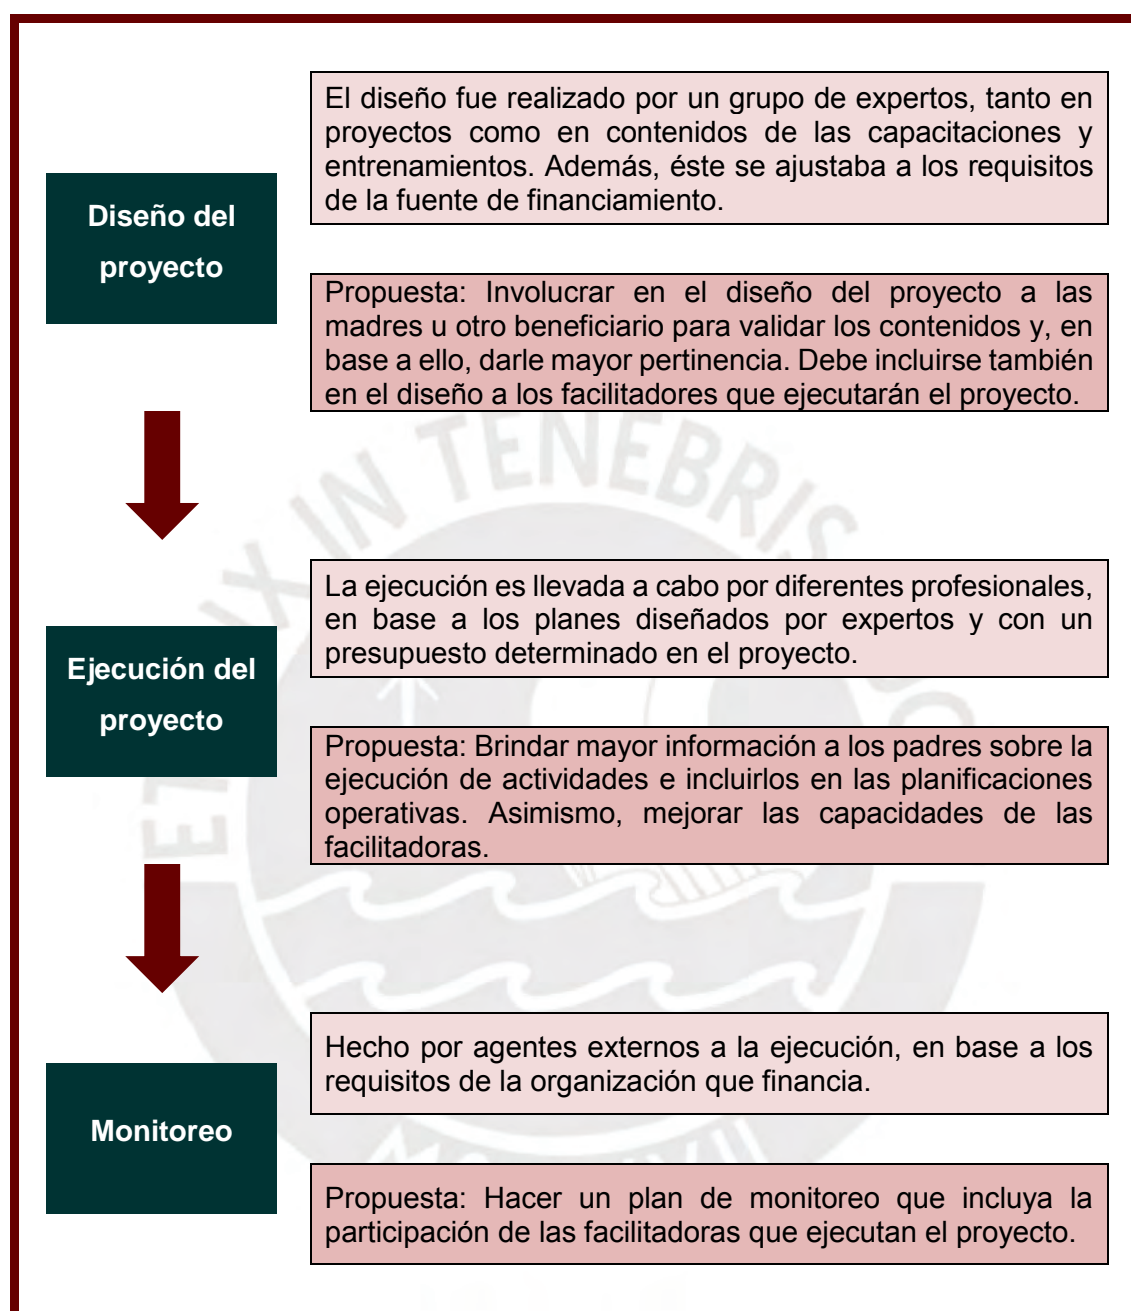 El diseño fue realizado por un grupo de expertos, tanto en
proyectos como en contenidos de las capacitaciones y
entrenamientos. Además, éste se ajustaba a los requisitos
de la fuente de financiamiento.
Diseño del
proyecto
Propuesta: Involucrar en el diseño del proyecto a las
madres u otro beneficiario para validar los contenidos y, en
base a ello, darle mayor pertinencia. Debe incluirse también
en el diseño a los facilitadores que ejecutarán el proyecto.
ET
IX IN TENEBRIS
La ejecución es llevada a cabo por diferentes profesionales,
en base a los planes diseñados por expertos y con un
presupuesto determinado en el proyecto.
Ejecución del
proyecto
Propuesta: Brindar mayor información a los padres sobre la
ejecución de actividades e incluirlos en las planificaciones
operativas. Asimismo, mejorar las capacidades de las
facilitadoras.
Hecho por agentes externos a la ejecución, en base a los
requisitos de la organización que financia.
Monitoreo
Propuesta: Hacer un plan de monitoreo que incluya la
participación de las facilitadoras que ejecutan el proyecto.